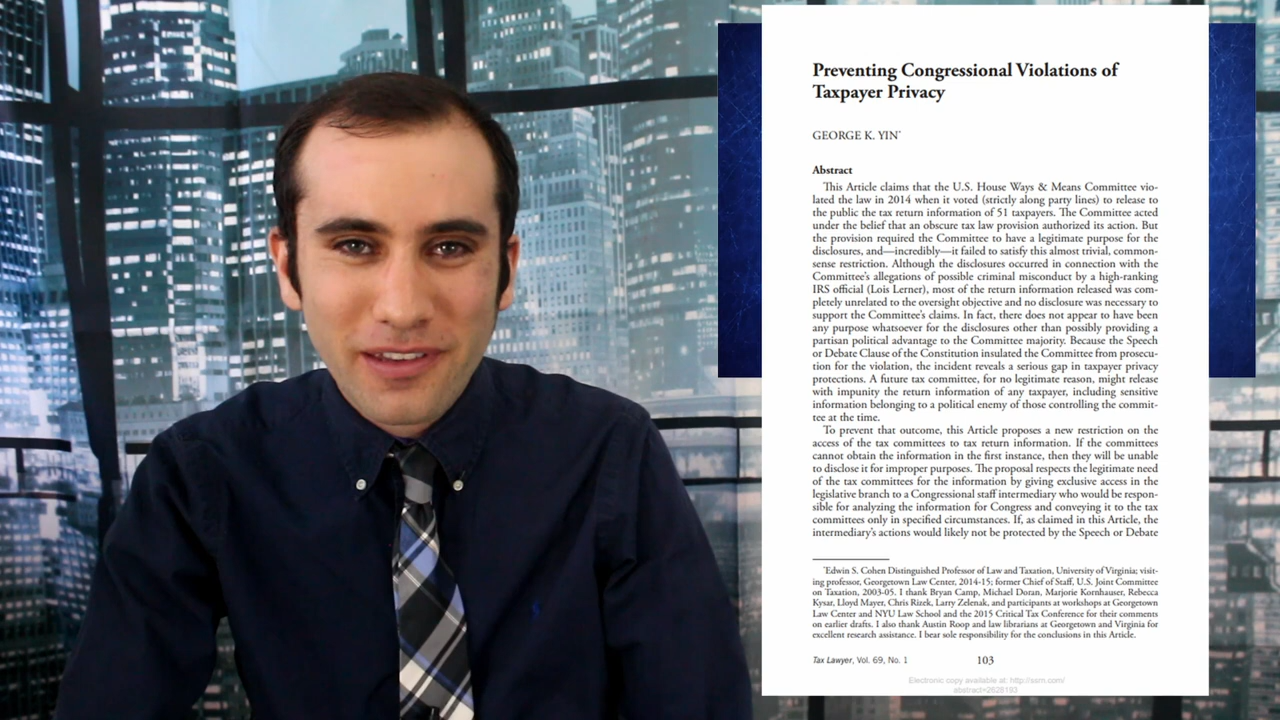 Preventing Congressional Violations of
Taxpayer Privacy
GEORGE K. YIN*
Abstract
This Article claims that the U.S. House Ways & Means Committee vio-
lated the law in 2014 when it voted (strictly along party lines) to release to
the public the tax return information of 51 taxpayers. The Committee acted
under the belief that an obscure tax law provision authorized its action. But
the provision required the Committee to have a legitimate purpose for the
disclosures, and—incredibly—it failed to satisfy this almost trivial, common-
sense restriction. Although the disclosures occurred in connection with the
Committee's allegations of possible criminal misconduct by a high-ranking
IRS official (Lois Lerner), most of the return information released was com-
pletely unrelated to the oversight objective and no disclosure was necessary to
support the Committee's claims. In fact, there does not appear to have been
any purpose whatsoever for the disclosures other than possibly providing a
partisan political advantage to the Committee majority. Because the Speech
or Debate Clause of the Constitution insulated the Committee from prosecu-
tion for the violation, the incident reveals a serious gap in taxpayer privacy
protections. A future tax committee, for no legitimate reason, might release
with impunity the return information of any taxpayer, including sensitive
information belonging to a political enemy of those controlling the commit-
tee at the time.
To prevent that outcome, this Article proposes a new restriction on the
access of the tax committees to tax return information. If the committees
cannot obtain the information in the first instance, then they will be unable
to disclose it for improper purposes. The proposal respects the legitimate need
of the tax committees for the information by giving exclusive access in the
legislative branch to a Congressional staff intermediary who would be respon-
sible for analyzing the information for Congress and conveying it to the tax
committees only in specified circumstances. If, as claimed in this Article, the
intermediary's actions would likely not be protected by the Speech or Debate
*Edwin S. Cohen Distinguished Professor of Law and Taxation, University of Virginia; visit-
ing professor, Georgetown Law Center, 2014-15; former Chief of Staff, U.S. Joint Committee
on Taxation, 2003-05. I thank Bryan Camp, Michael Doran, Marjorie Kornhauser, Rebecca
Kysar, Lloyd Mayer, Chris Rizek, Larry Zelenak, and participants at workshops at Georgetown
Law Center and NYU Law School and the 2015 Critical Tax Conference for their comments
on earlier drafts. I also thank Austin Roop and law librarians at Georgetown and Virginia for
excellent research assistance. I bear sole responsibility for the conclusions in this Article.
Tax Lawyer, Vol. 69, No. 1 103
Electronic copy available at: http://ssrn.com/
abstract=2626193